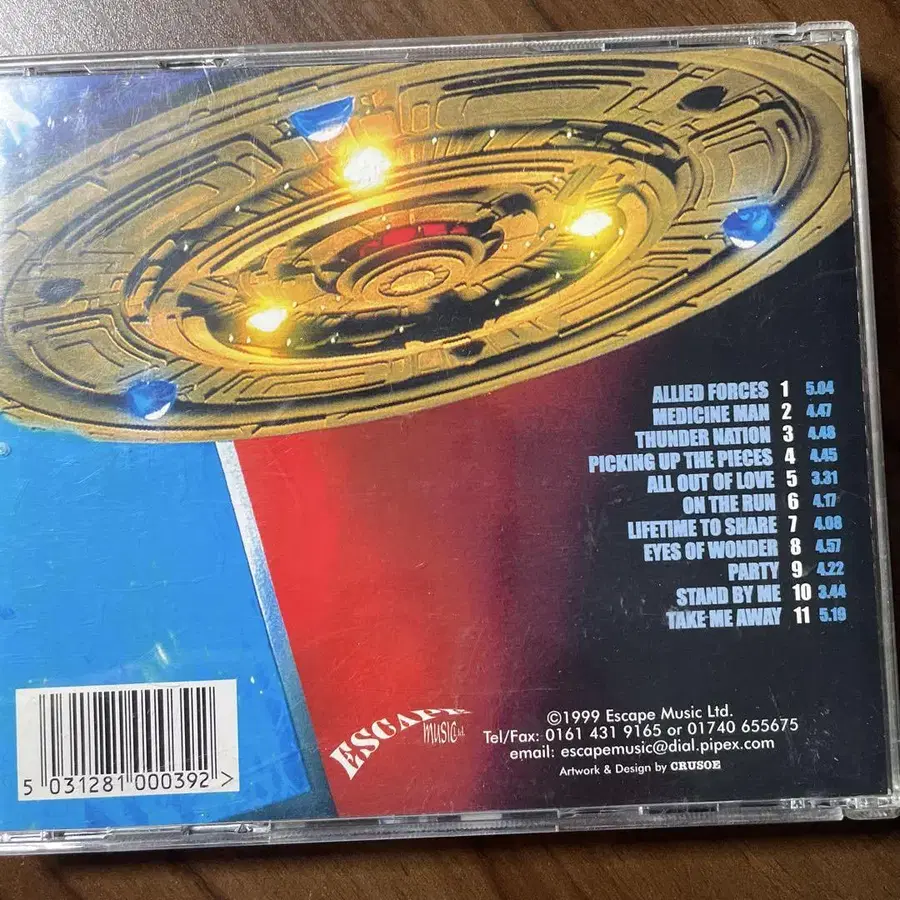 ALLIED FORCES 1 5.04
MEDICINE MAN 2 4.47
THUNDER NATION 3 4.48
PICKING UP THE PIECES 4 4.45
ALL OUT OF LOVE 5 3.31
ON THE RUN 6 4.17
LIFETIME TO SHARE 7 4.08
EYES OF WONDER 8 4.57
PARTY 9 4.22
STAND BY ME 10 3.44
TAKE ME AWAY 11 5.19
ESCAPE
MUSIC Ltd.
©1999 Escape Music Ltd.
Tel/Fax: 0161 431 9165 or 01740 655675
email: escapemusic@dial.pipex.com
Artwork & Design by CRUSOE
5 031281 000392 >